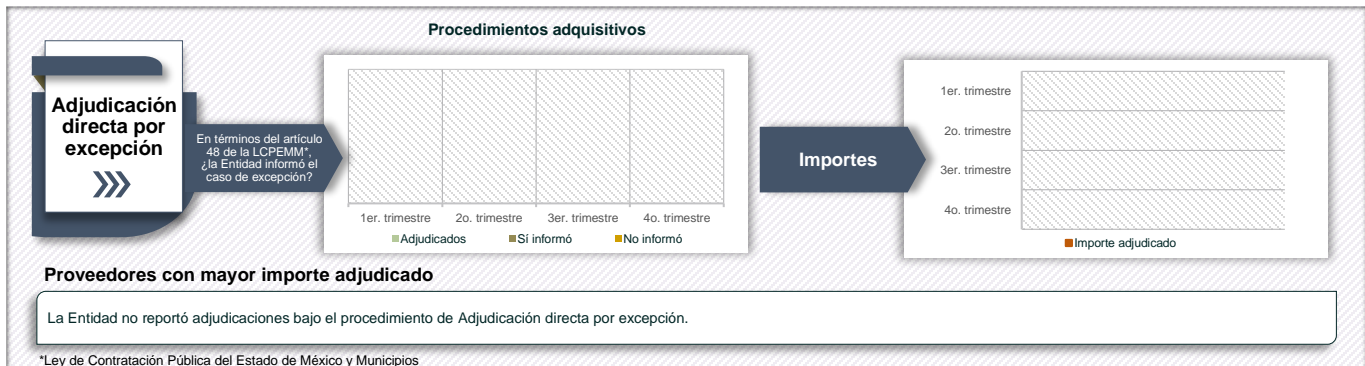 Procedimientos adquisitivos
Adjudicación
directa por
excepción
En términos del artículo
48 de la LCPEMM*,
¿la Entidad informó el
caso de excepción?
1er. trimestre
2o. trimestre
3er. trimestre
4o. trimestre
Adjudicados
Sí informó
No informó
Importes
1er. trimestre
2o. trimestre
3er. trimestre
4o. trimestre
Importe adjudicado
Proveedores con mayor importe adjudicado
La Entidad no reportó adjudicaciones bajo el procedimiento de Adjudicación directa por excepción.
*Ley de Contratación Pública del Estado de México y Municipios